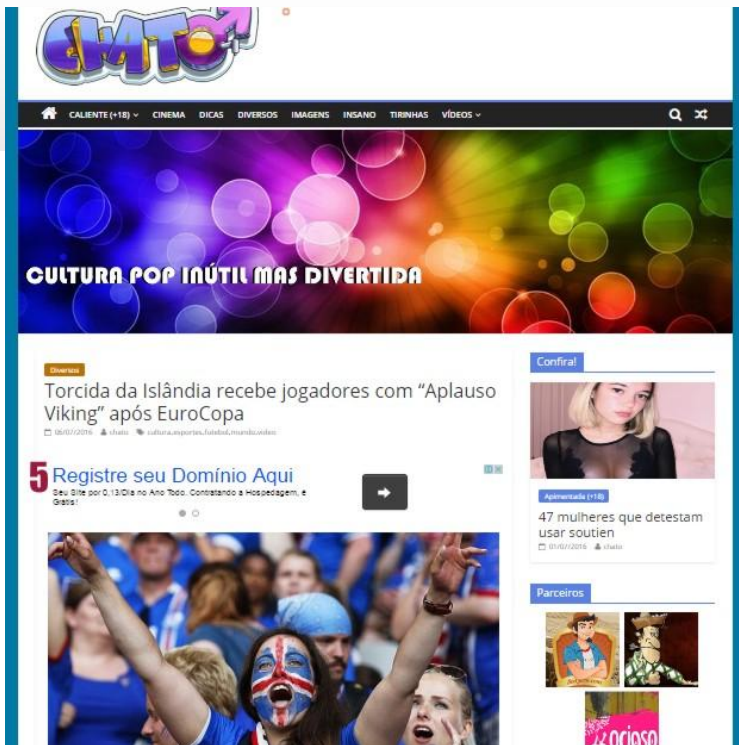 CHATO
CALIENTE (+18) CINEMA DICAS DIVERSOS IMAGENS INSANO TIRINHAS VÍDEOS
CULTURA POP INÚTIL MAS DIVERTIDA
Diversos
Torcida da Islândia recebe jogadores com “Aplauso
Viking” após EuroCopa
06/07/2016 chato cultura,esportes,futebol,mundo,video
5 Registre seu Domínio Aqui
Seu Site por 0,13/Dia no Ano Todo. Contratando a Hospedagem, é
Grátis!
Confira!
Apimentada (+18)
47 mulheres que detestam
usar soutien
01/07/2016 chato
Parceiros
ocioso